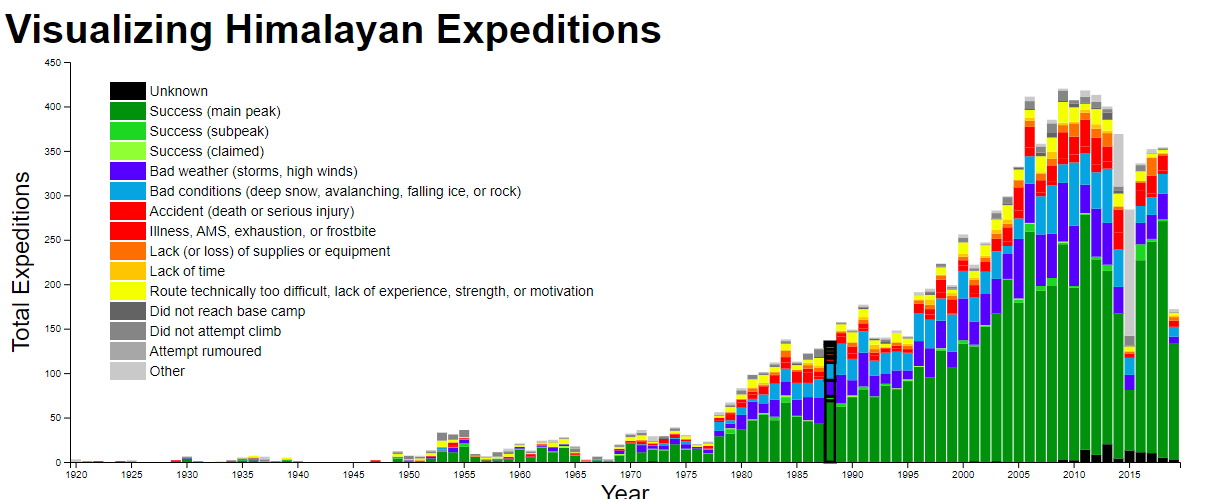 Visualizing Himalayan Expeditions
450
400
350
300
250
200
150
100
50
0
Total Expeditions
Unknown
Success (main peak)
Success (subpeak)
Success (claimed)
Bad weather (storms, high winds)
Bad conditions (deep snow, avalanching, falling ice, or rock)
Accident (death or serious injury)
Illness, AMS, exhaustion, or frostbite
Lack (or loss) of supplies or equipment
Lack of time
Route technically too difficult, lack of experience, strength, or motivation
Did not reach base camp
Did not attempt climb
Attempt rumoured
Other
1920 1925 1930 1935 1940 1945 1950 1955 1960 1965 1970 1975 1980 1985 1990 1995 2000 2005 2010 2015
Year